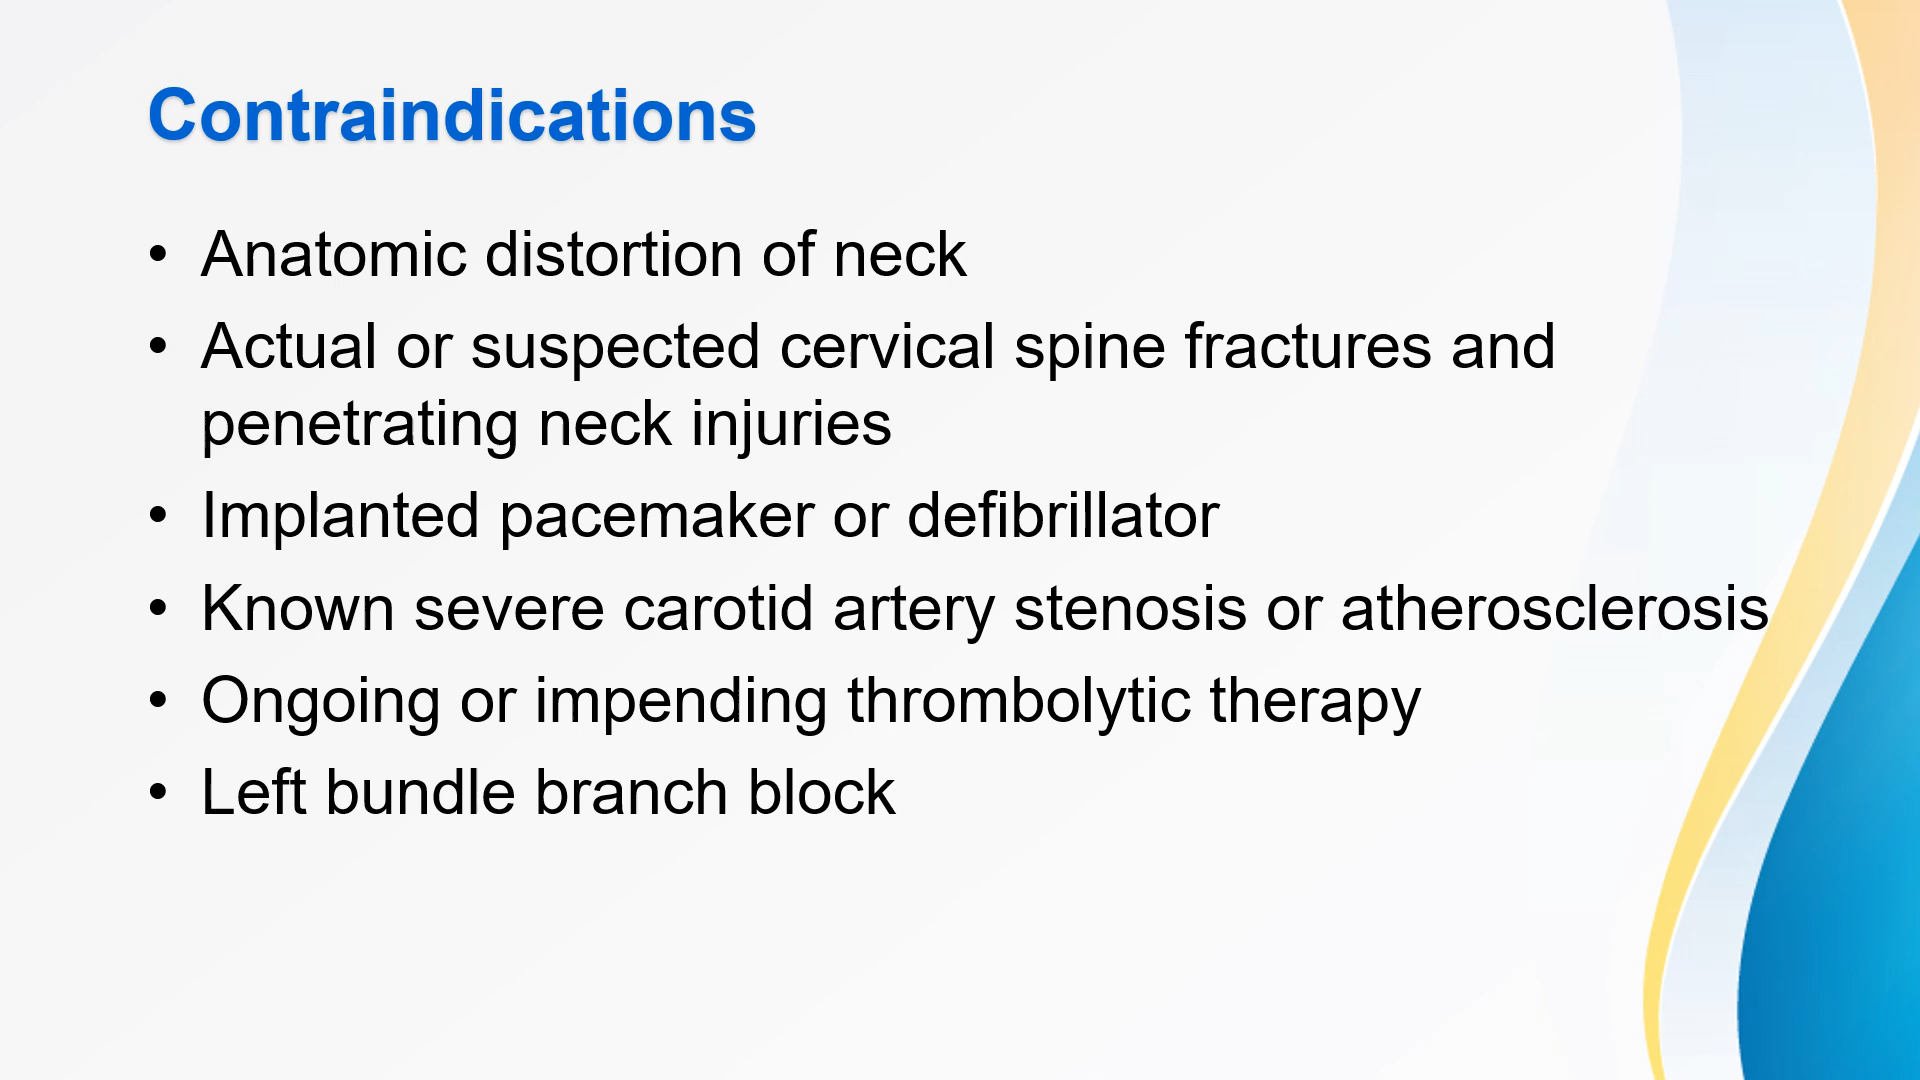 Contraindications
• Anatomic distortion of neck
• Actual or suspected cervical spine fractures and
penetrating neck injuries
• Implanted pacemaker or defibrillator
• Known severe carotid artery stenosis or atherosclerosis
• Ongoing or impending thrombolytic therapy
• Left bundle branch block